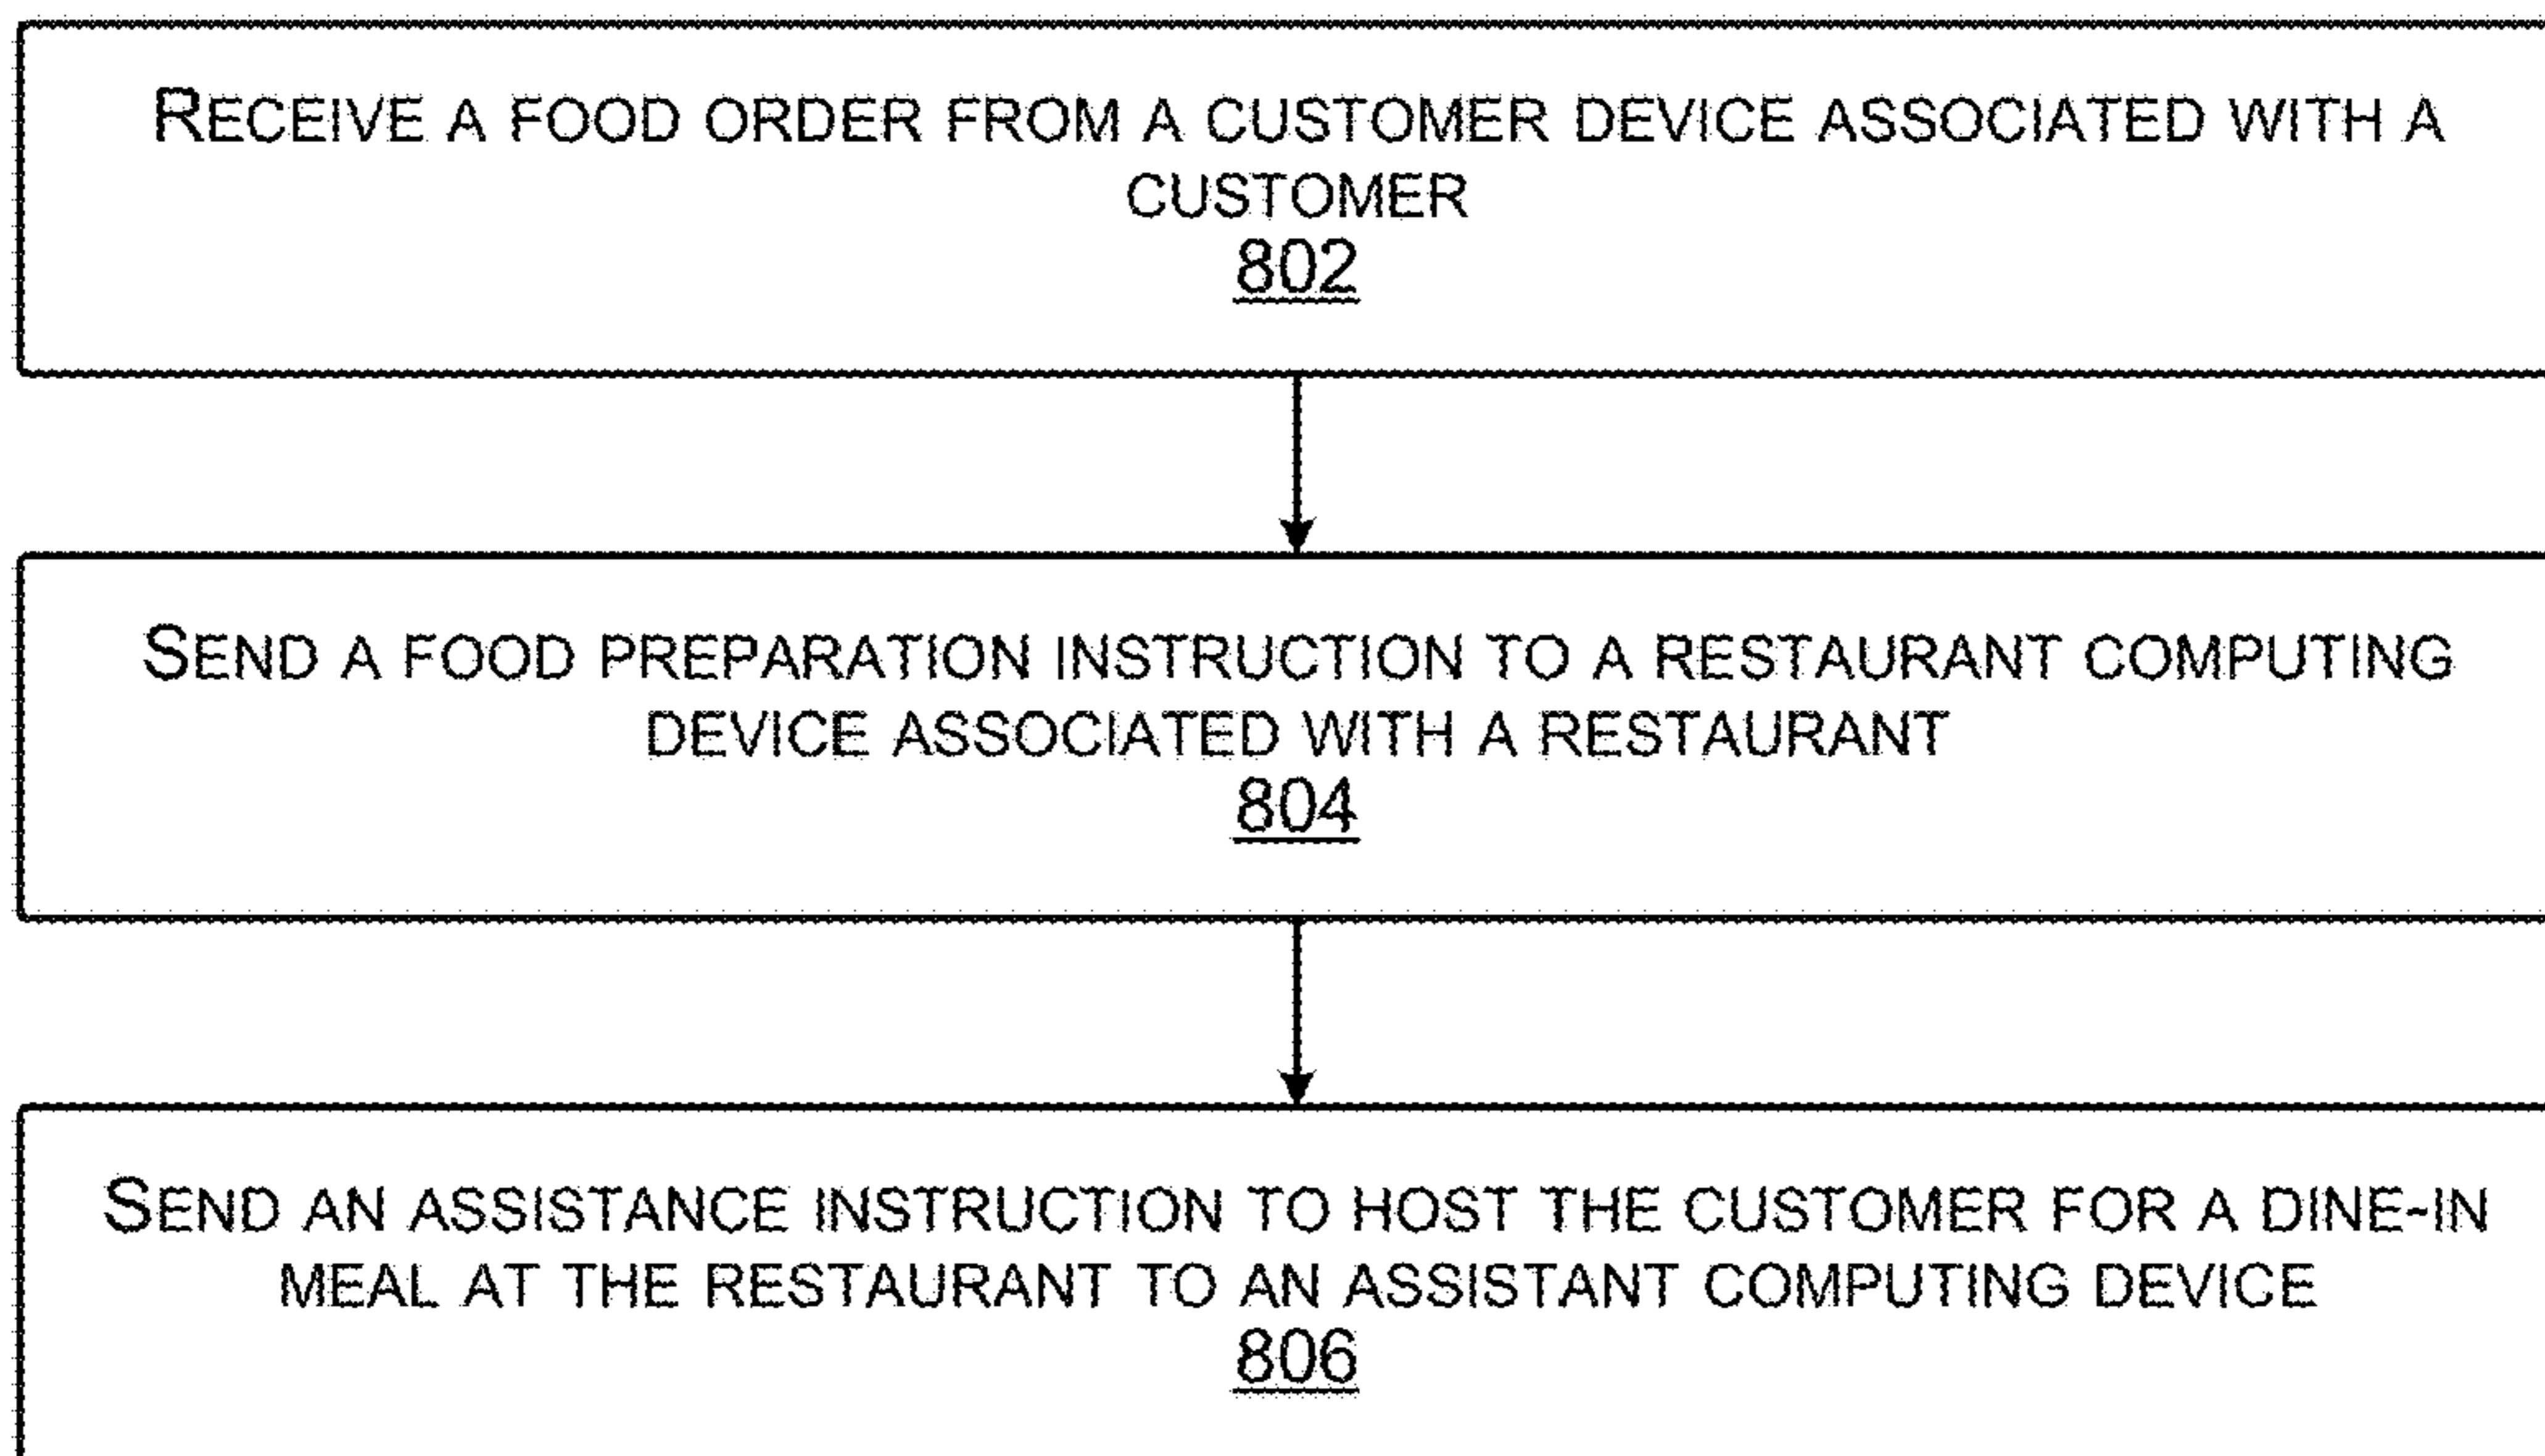 RECEIVE A FOOD ORDER FROM A CUSTOMER DEVICE ASSOCIATED WITH A
CUSTOMER
802
SEND A FOOD PREPARATION INSTRUCTION TO A RESTAURANT COMPUTING
DEVICE ASSOCIATED WITH A RESTAURANT
804
SEND AN ASSISTANCE INSTRUCTION TO HOST THE CUSTOMER FOR A DINE-IN
MEAL AT THE RESTAURANT TO AN ASSISTANT COMPUTING DEVICE
806